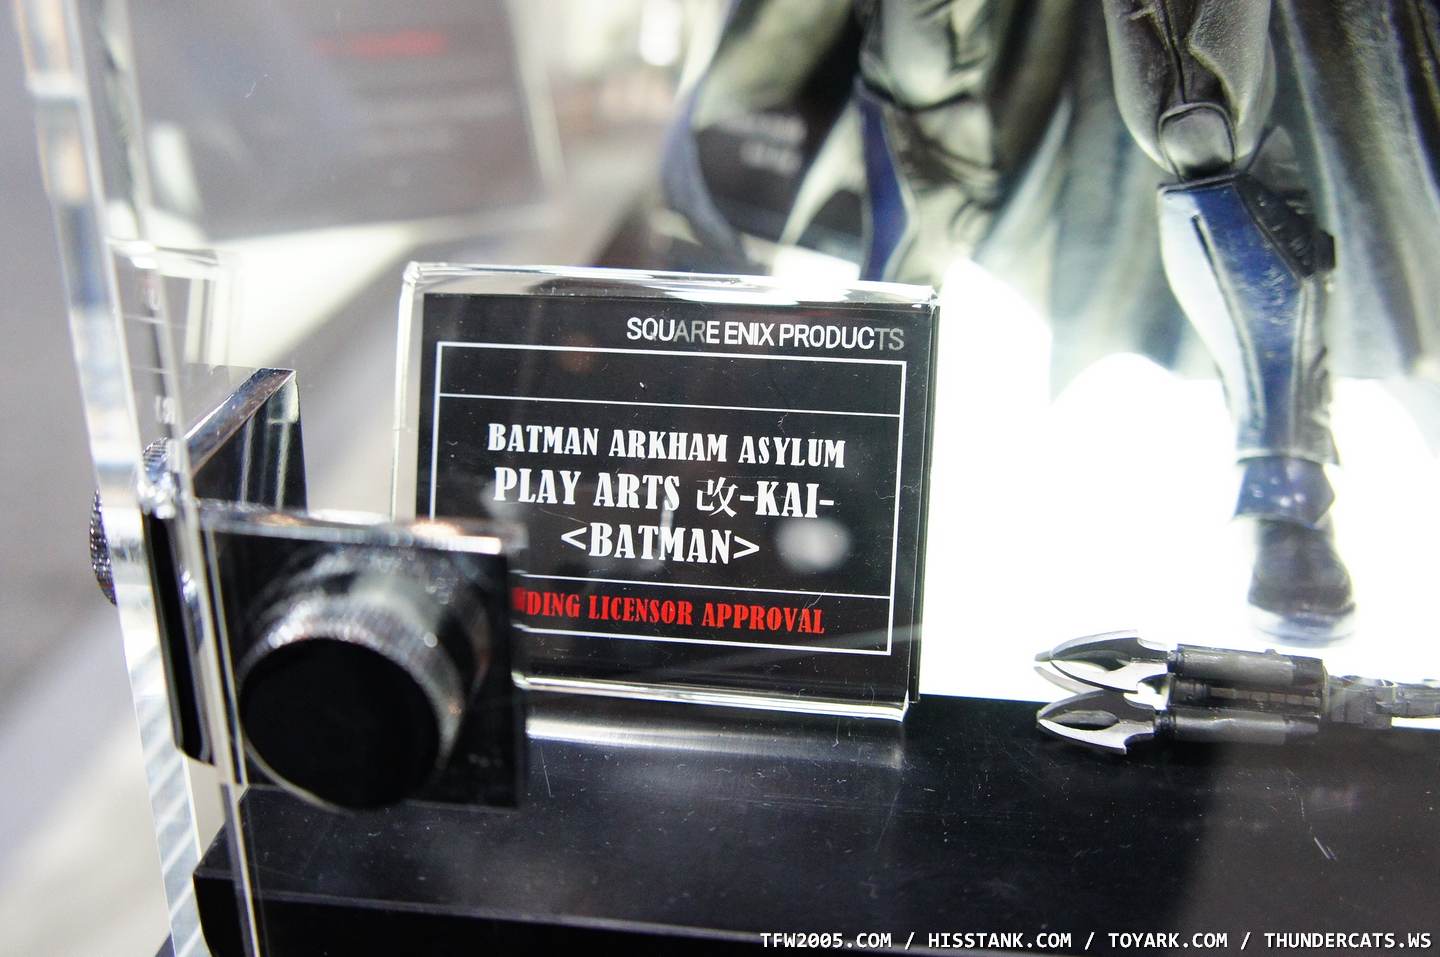 SQUARE ENIX PRODUCTS
BATMAN ARKHAM ASYLUM
PLAY ARTS 改-KAI-
<BATMAN>
NDING LICENSOR APPROVAL
TFW2005.COM / HISSTANK.COM / TOYARK.COM / THUNDERCATS.WS